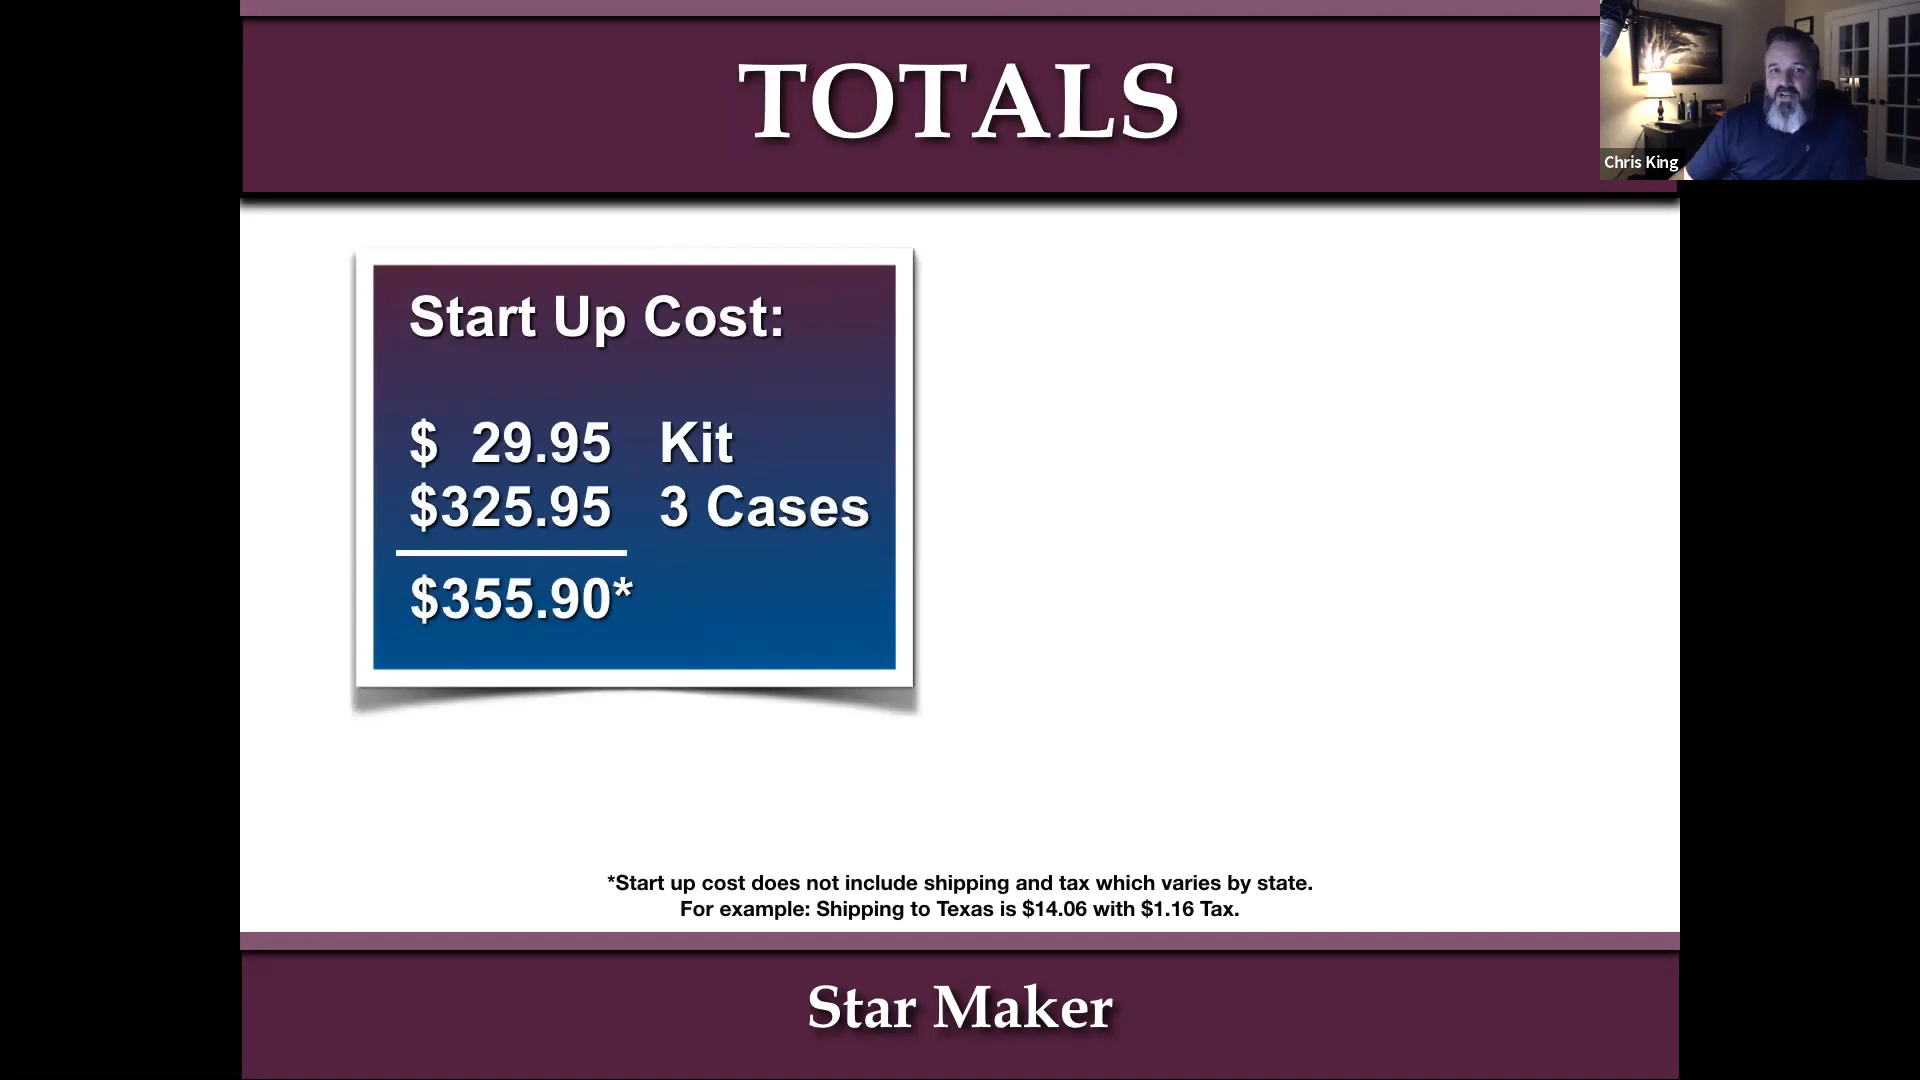 TOTALS
Chris King
Start Up Cost:
$ 29.95 Kit
$325.95 3 Cases
$355.90*
*Start up cost does not include shipping and tax which varies by state.
For example: Shipping to Texas is $14.06 with $1.16 Tax.
Star Maker